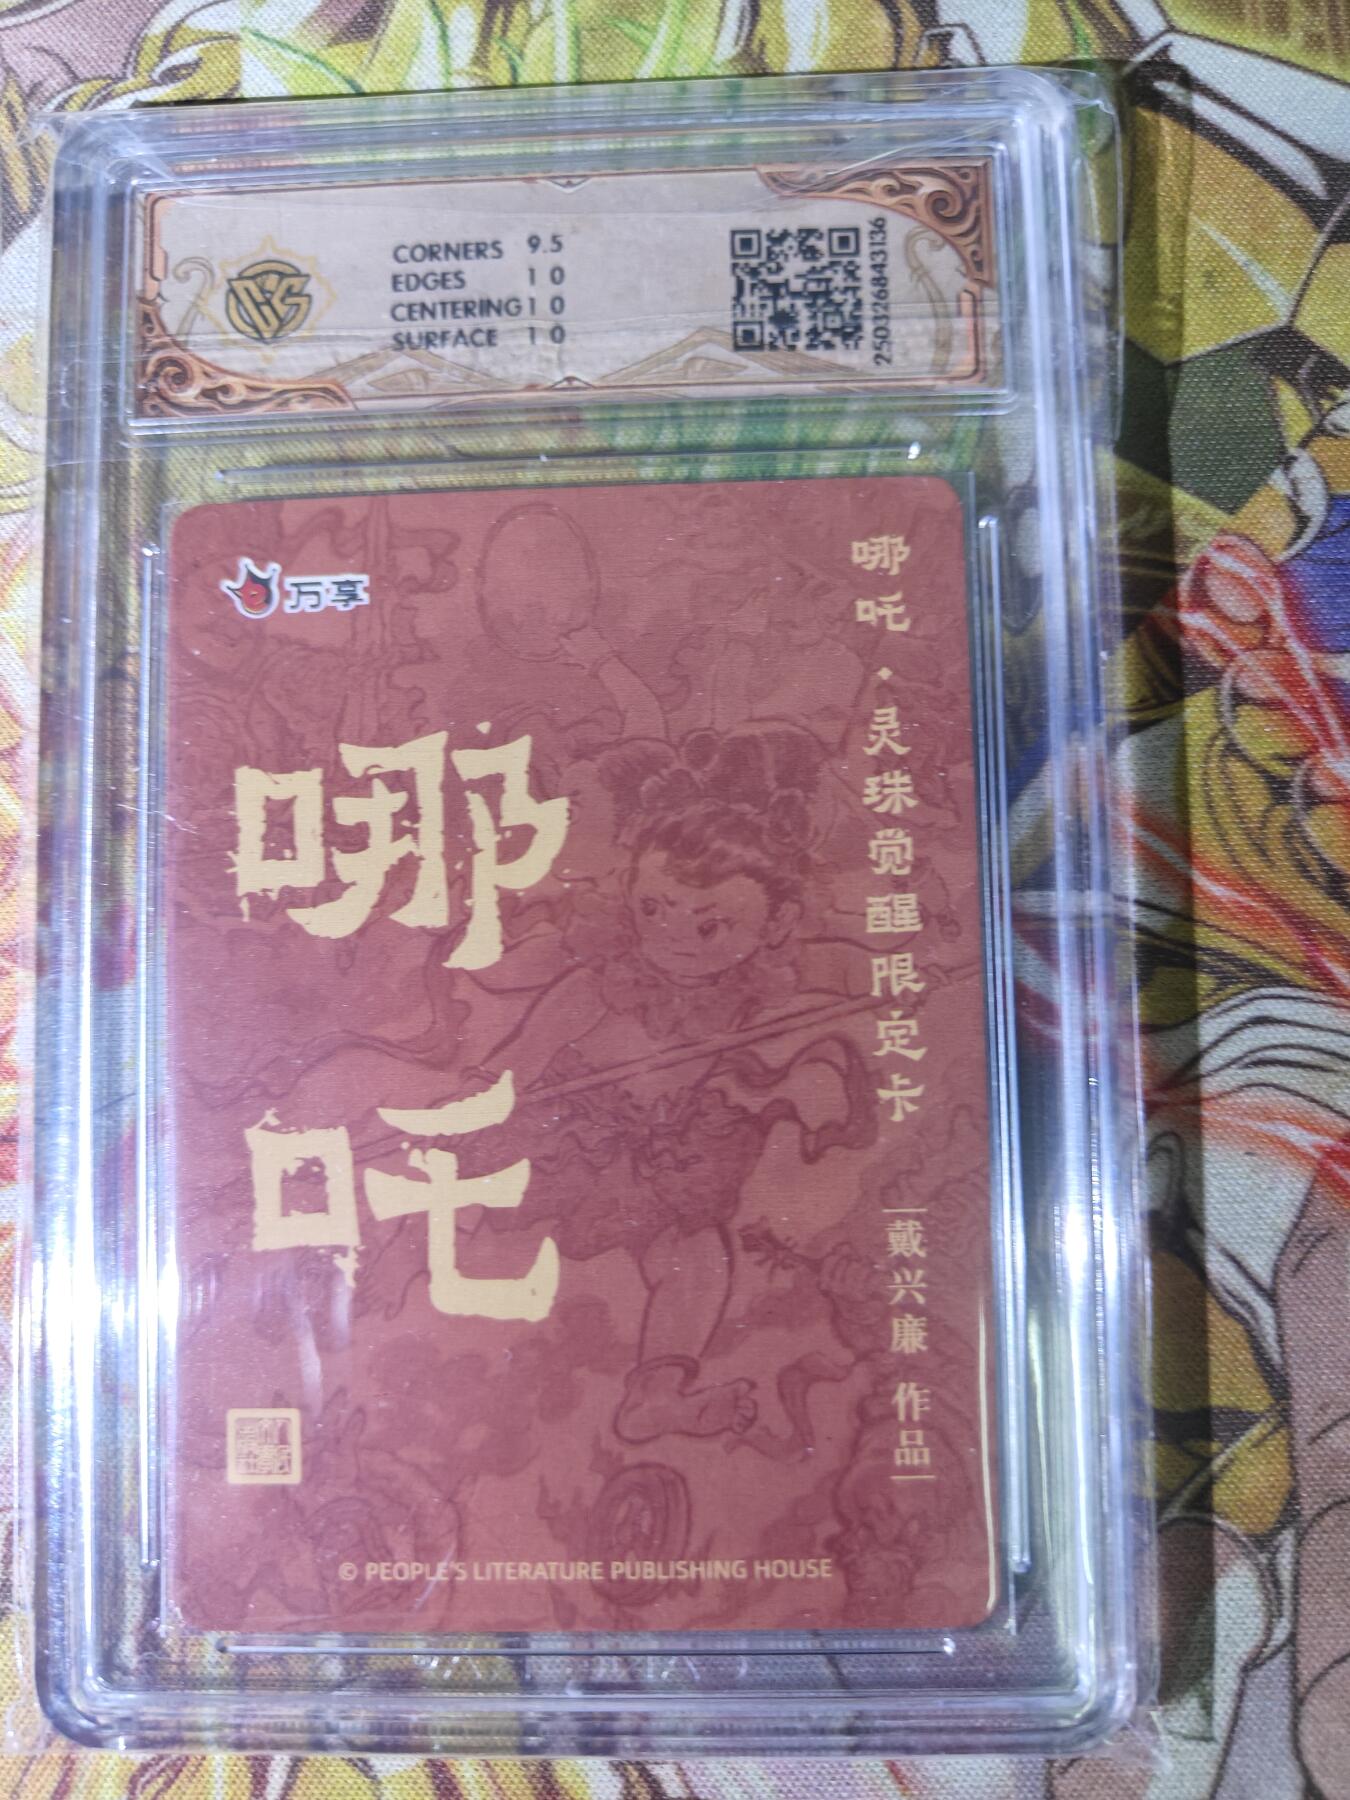 CORNERS 9.5
EDGES 10
CENTERING 10
SURFACE 10
2503126843136
万享
哪吒
哪吒·灵珠觉醒限定卡
戴兴廉 作品
© PEOPLE'S LITERATURE PUBLISHING HOUSE